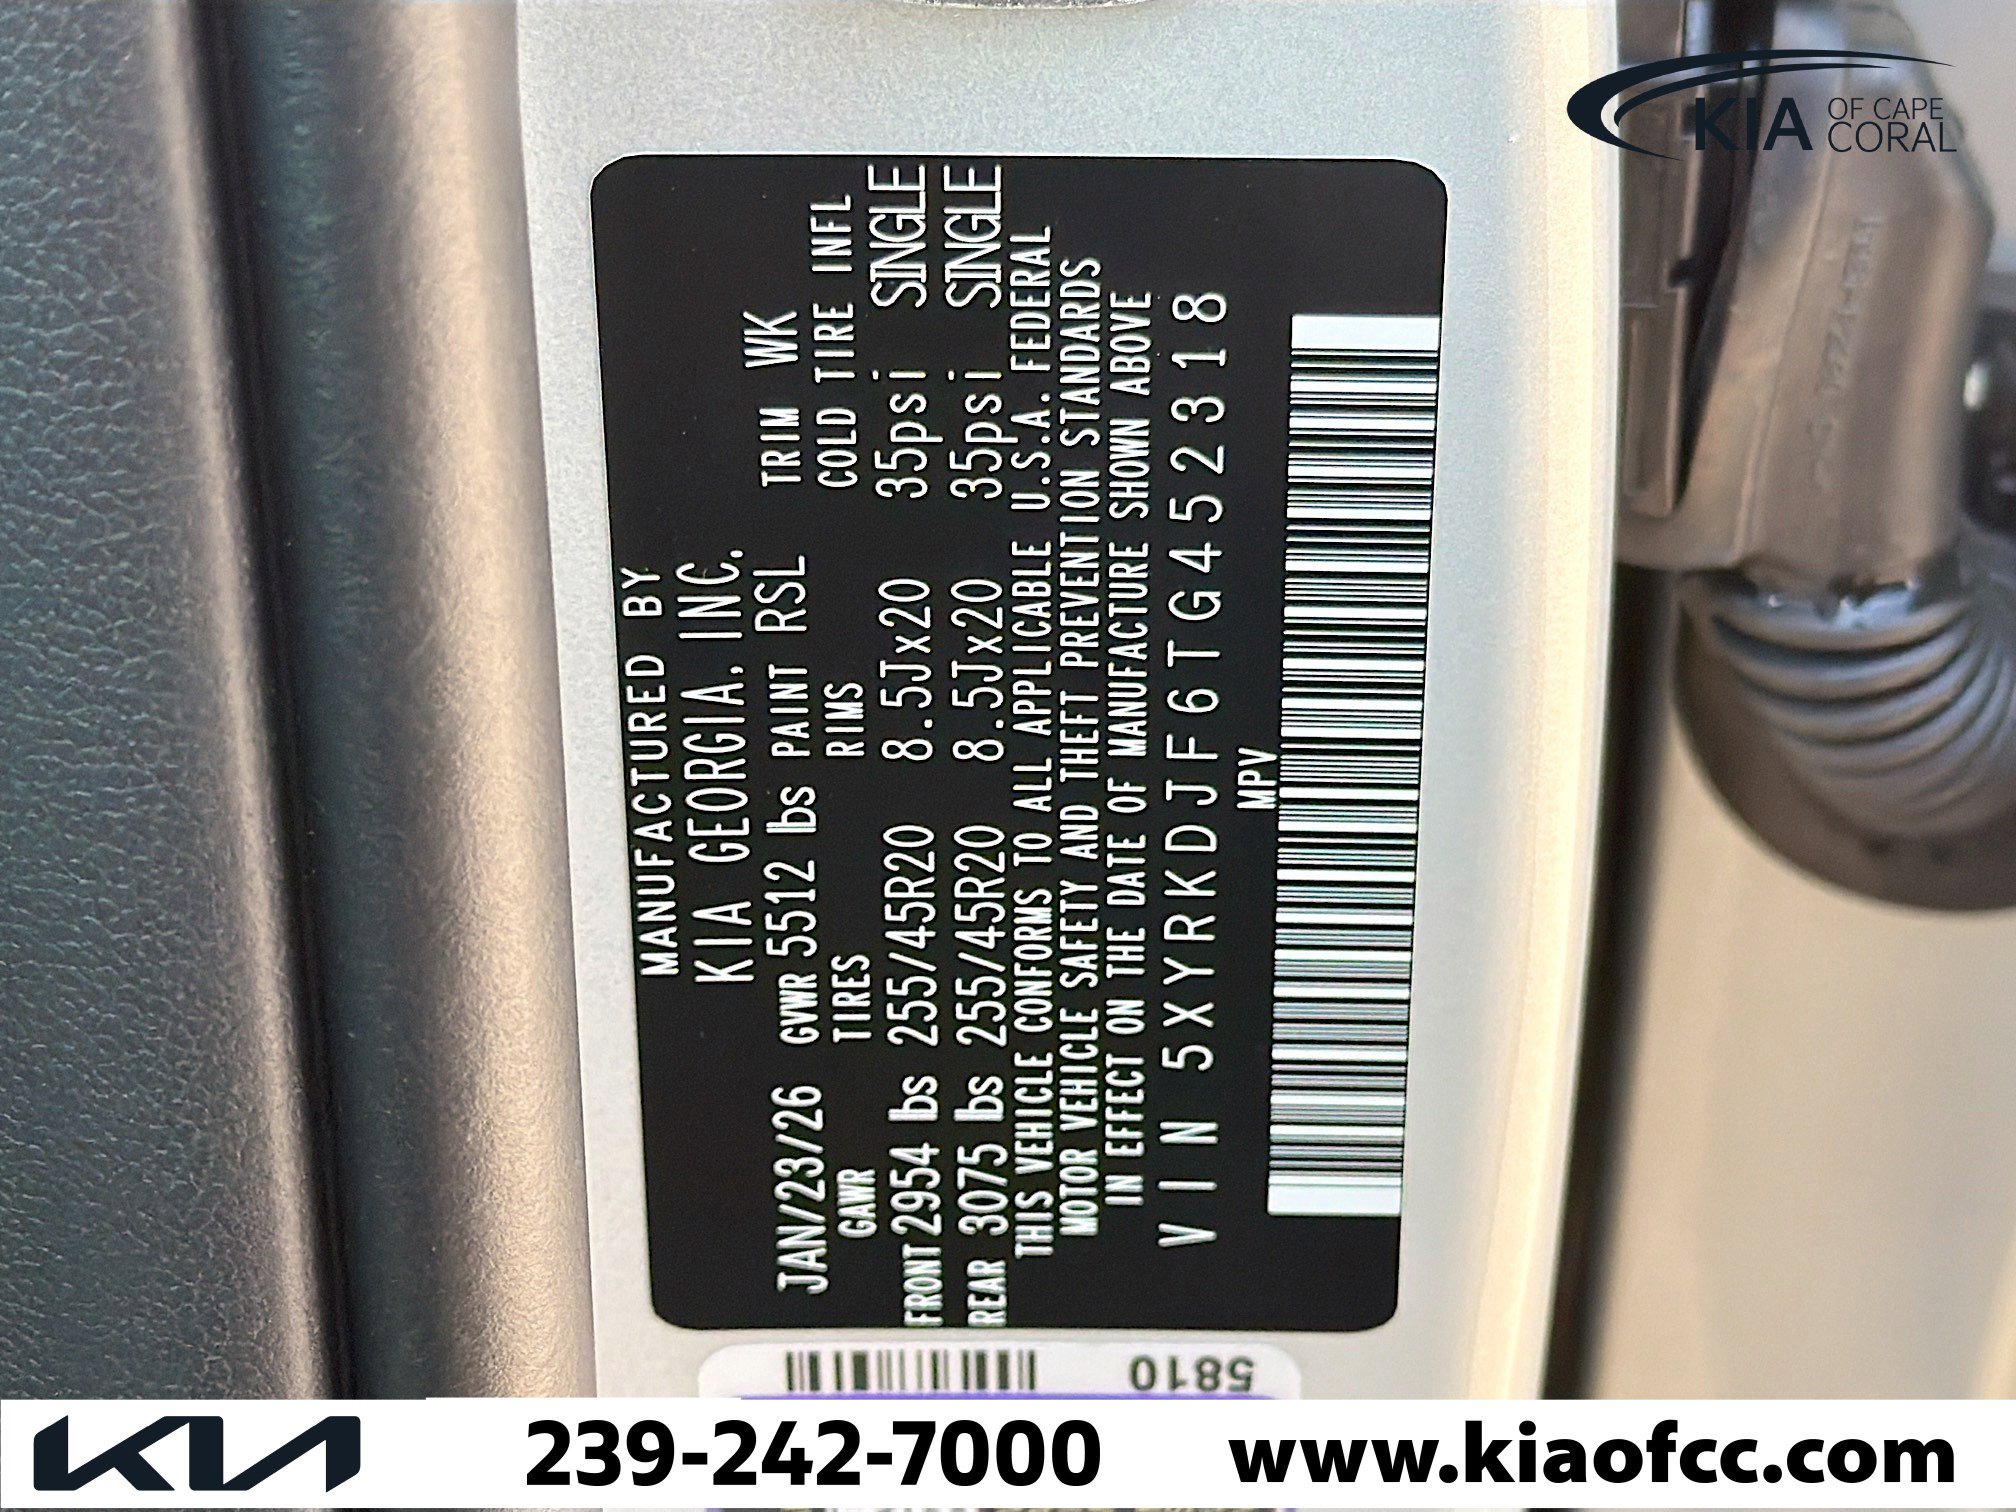 KIA OF CAPE CORAL
MANUFACTURED BY
KIA GEORGIA, INC.
JAN/23/26 GVWR 5512 lbs PAINT RSL TRIM WK
GAWR TIRES RIMS COLD TIRE INFL
FRONT 2954 lbs 255/45R20 8.5Jx20 35psi SINGLE
REAR 3075 lbs 255/45R20 8.5Jx20 35psi SINGLE
THIS VEHICLE CONFORMS TO ALL APPLICABLE U.S.A. FEDERAL
MOTOR VEHICLE SAFETY AND THEFT PREVENTION STANDARDS
IN EFFECT ON THE DATE OF MANUFACTURE SHOWN ABOVE
VIN 5XYRKDJF6TG452318
MPV
5810
KIA 239-242-7000 www.kiaofcc.com